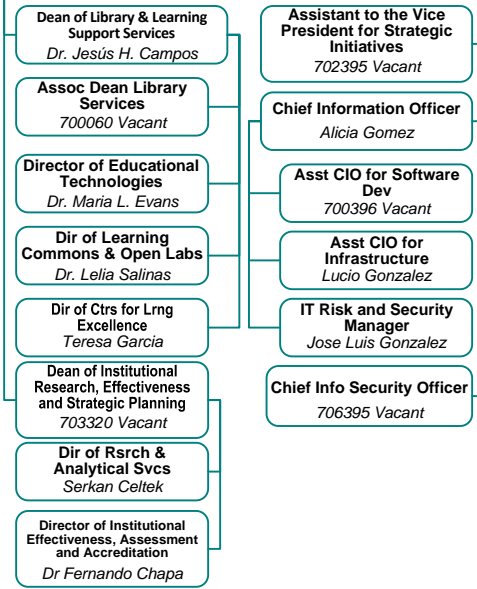 Dean of Library & Learning
Support Services
Dr. Jesús H. Campos
Assoc Dean Library
Services
700060 Vacant
Director of Educational
Technologies
Dr. Maria L. Evans
Dir of Learning
Commons & Open Labs
Dr. Lelia Salinas
Dir of Ctrs for Lrng
Excellence
Teresa Garcia
Dean of Institutional
Research, Effectiveness
and Strategic Planning
703320 Vacant
Dir of Rsrch &
Analytical Svcs
Serkan Celtek
Director of Institutional
Effectiveness, Assessment
and Accreditation
Dr Fernando Chapa
Assistant to the Vice
President for Strategic
Initiatives
702395 Vacant
Chief Information Officer
Alicia Gomez
Asst CIO for Software
Dev
700396 Vacant
Asst CIO for
Infrastructure
Lucio Gonzalez
IT Risk and Security
Manager
Jose Luis Gonzalez
Chief Info Security Officer
706395 Vacant